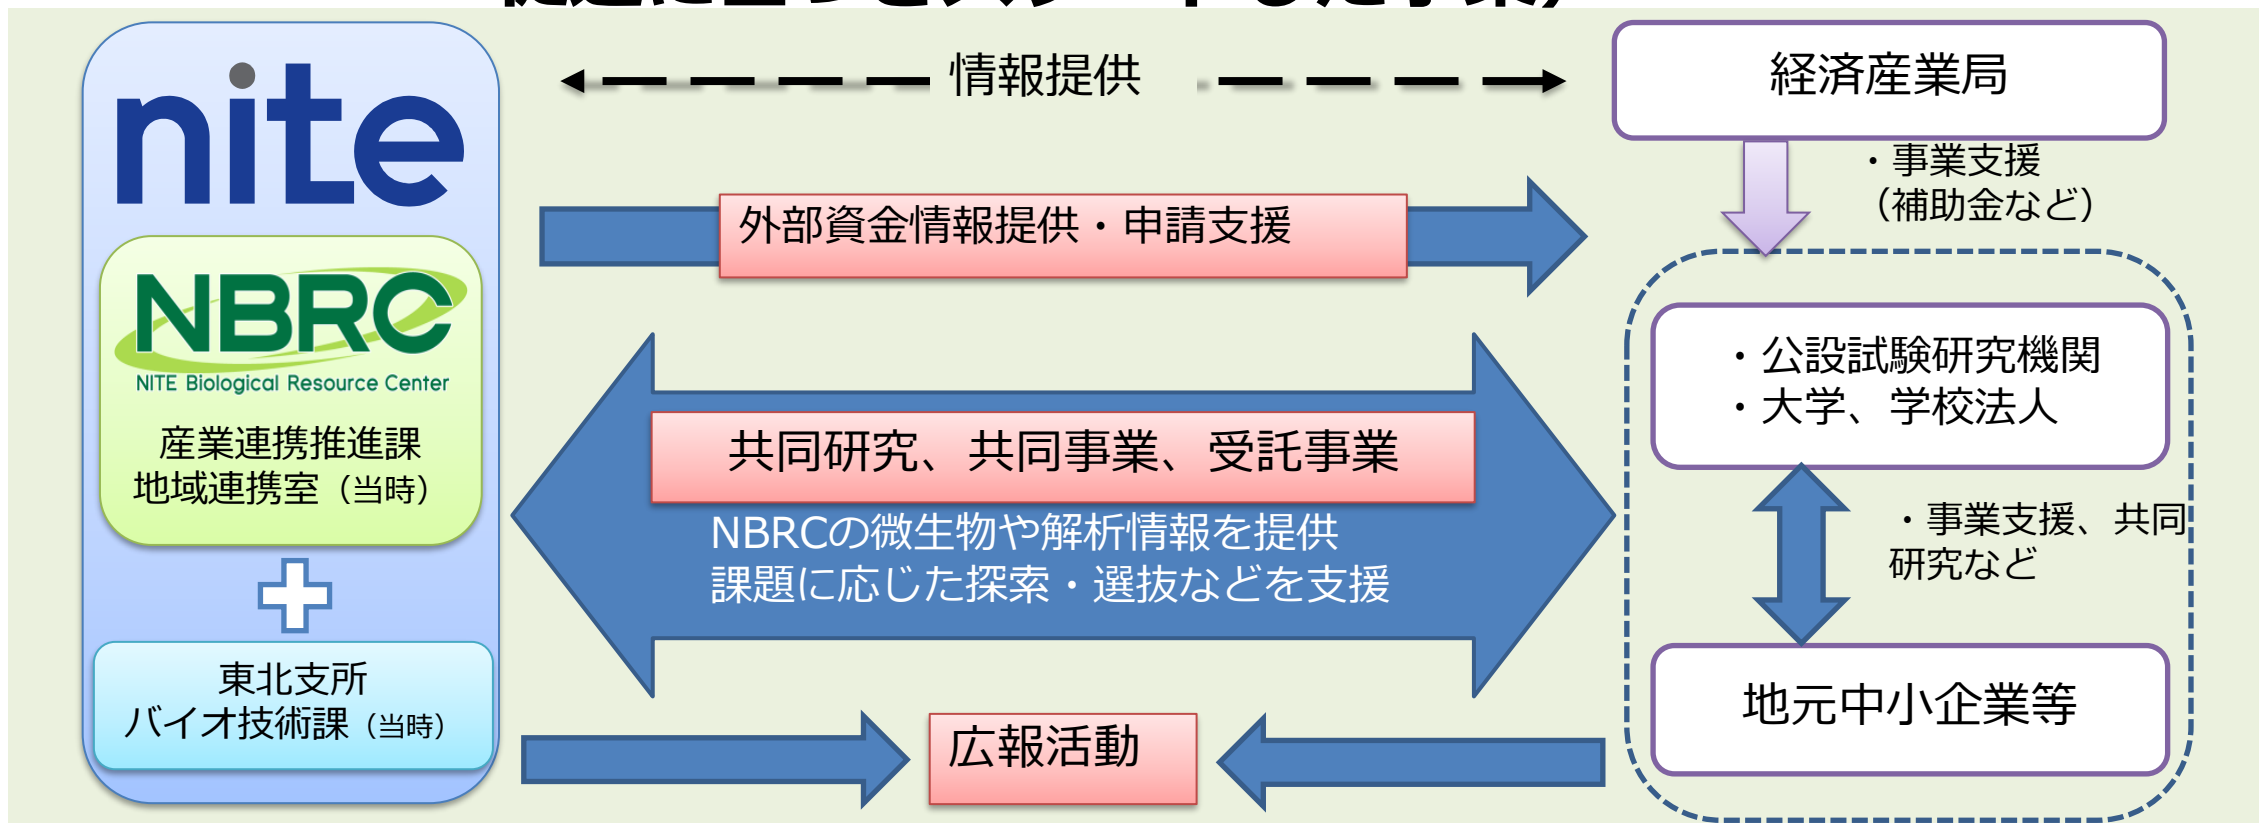 nite
NBRC
NITE Biological Resource Center
産業連携推進課
地域連携室（当時）
東北支所
バイオ技術課（当時）
情報提供
外部資金情報提供・申請支援
共同研究、共同事業、受託事業
NBRCの微生物や解析情報を提供
課題に応じた探索・選抜などを支援
広報活動
経済産業局
・事業支援
（補助金など）
・公設試験研究機関
・大学、学校法人
・事業支援、共同
研究など
地元中小企業等